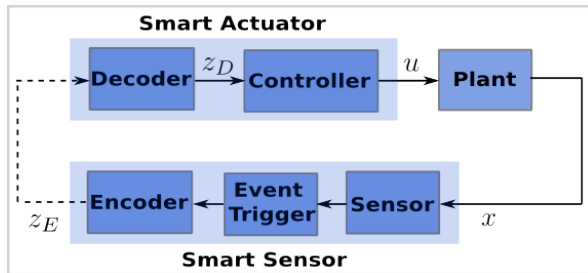 Smart Actuator
Decoder
z_D
Controller
u
Plant
Encoder
Event
Trigger
Sensor
z_E
x
Smart Sensor